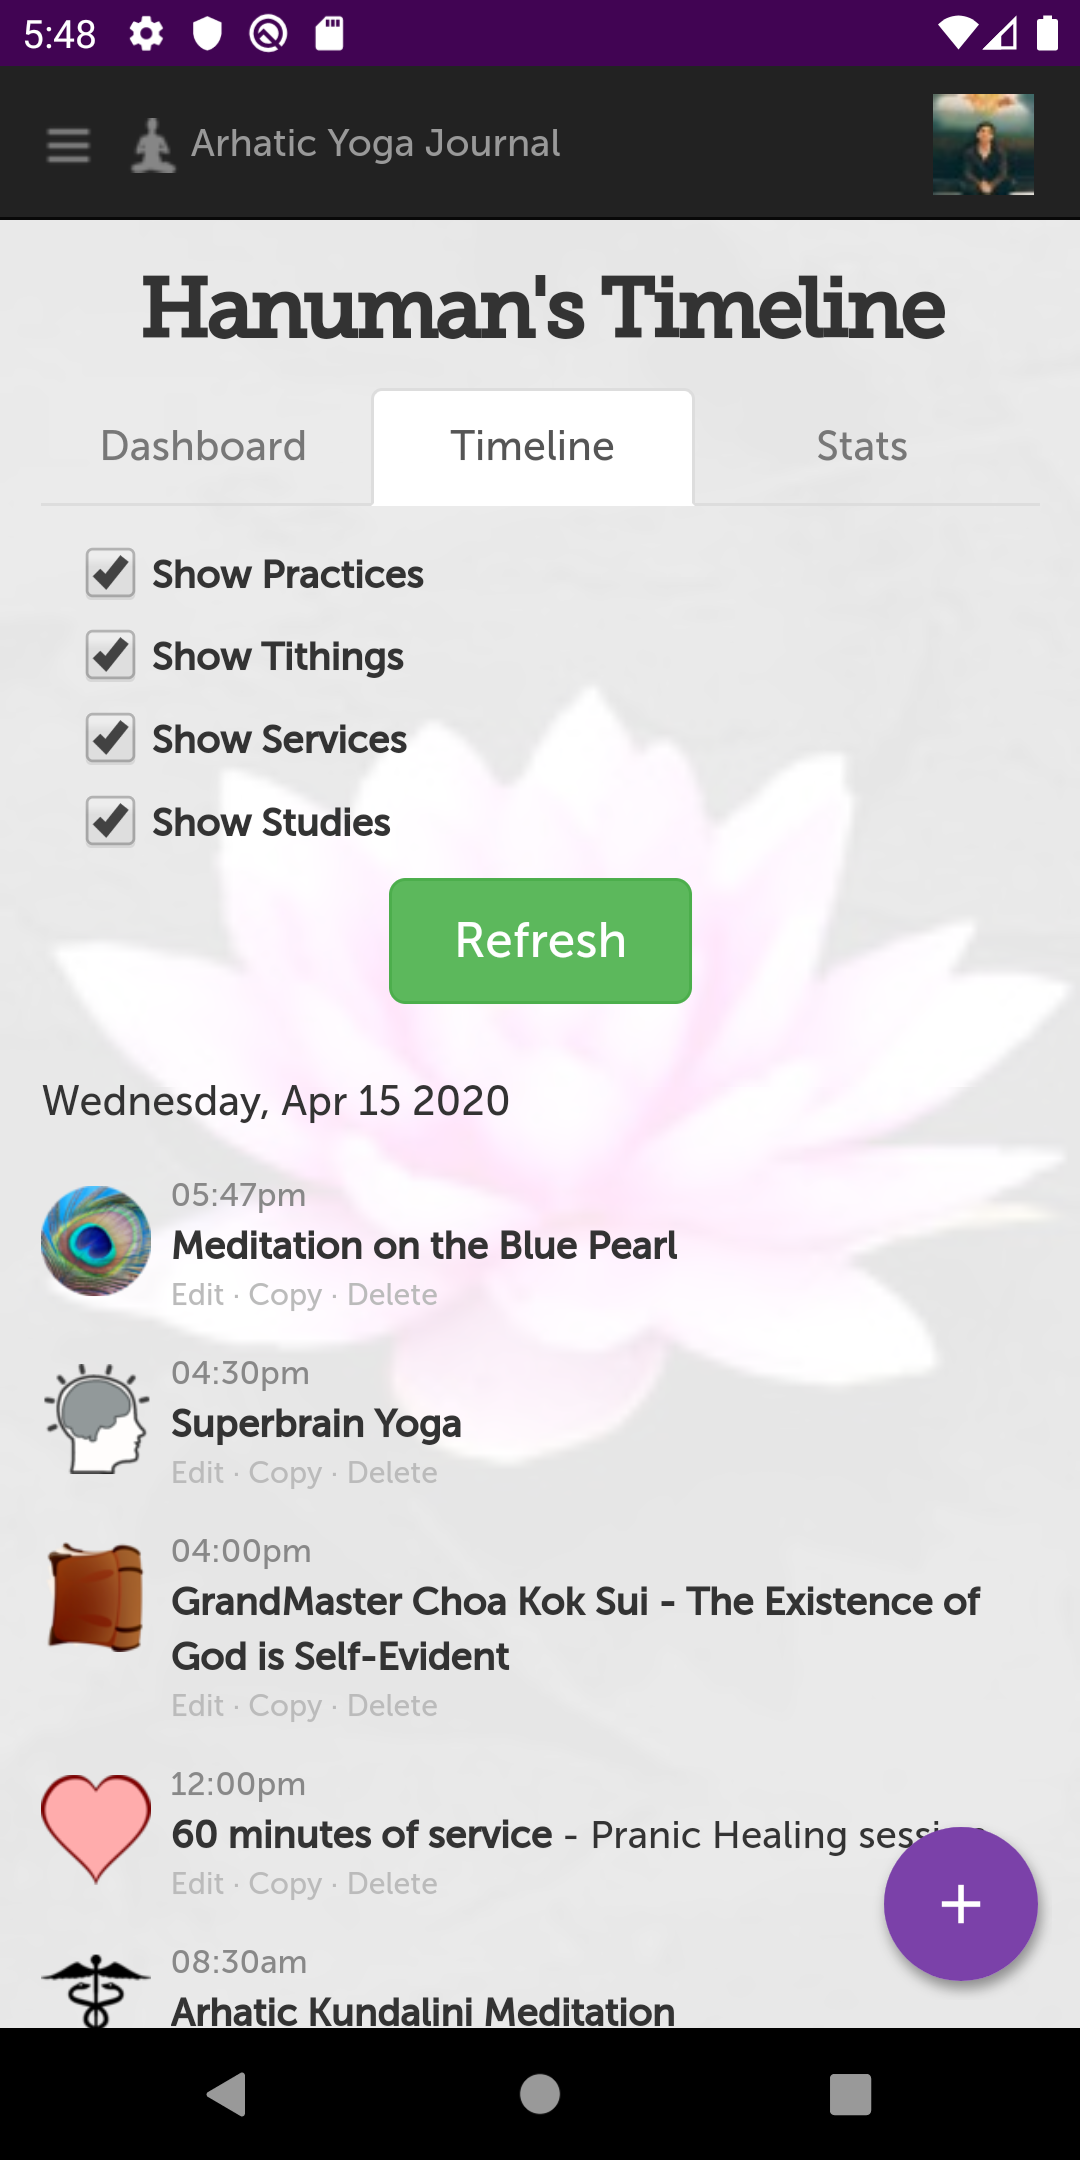 5:48
Arhatic Yoga Journal
Hanuman's Timeline
Dashboard
Timeline
Stats
Show Practices
Show Tithings
Show Services
Show Studies
Refresh
Wednesday, Apr 15 2020
05:47pm
Meditation on the Blue Pearl
Edit · Copy · Delete
04:30pm
Superbrain Yoga
Edit · Copy · Delete
04:00pm
GrandMaster Choa Kok Sui - The Existence of
God is Self-Evident
Edit · Copy · Delete
12:00pm
60 minutes of service - Pranic Healing session
Edit · Copy · Delete
08:30am
Arhatic Kundalini Meditation